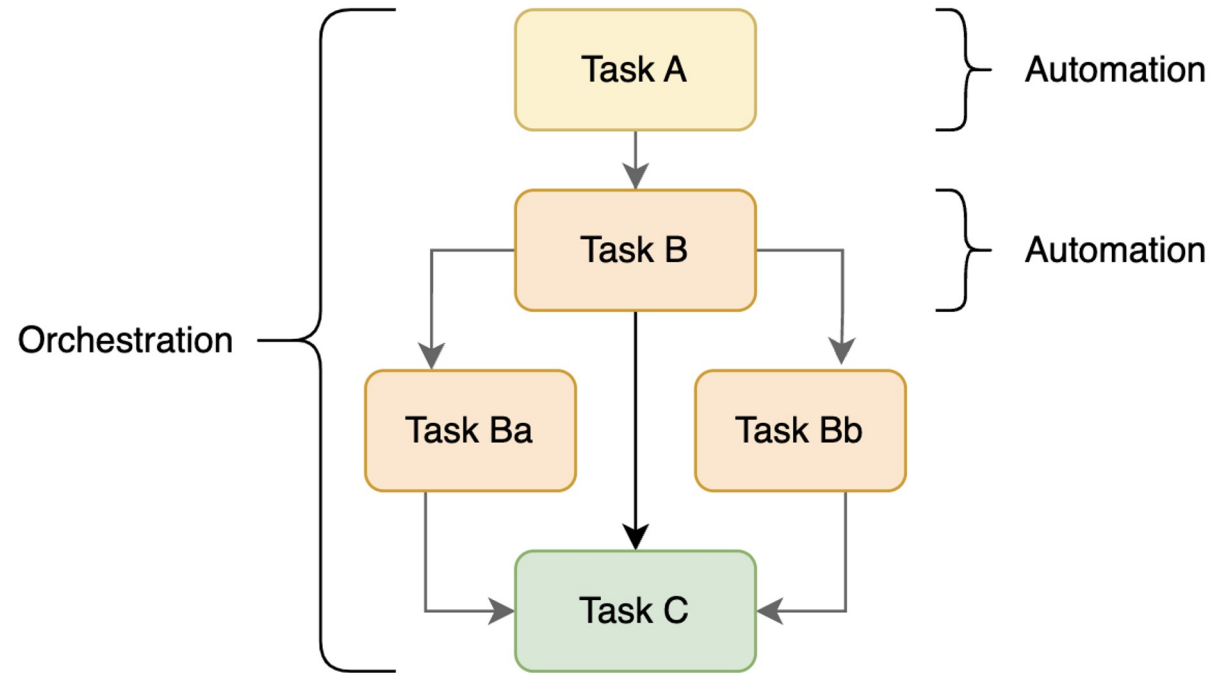 Task A
Automation
Task B
Automation
Orchestration
Task Ba
Task Bb
Task C